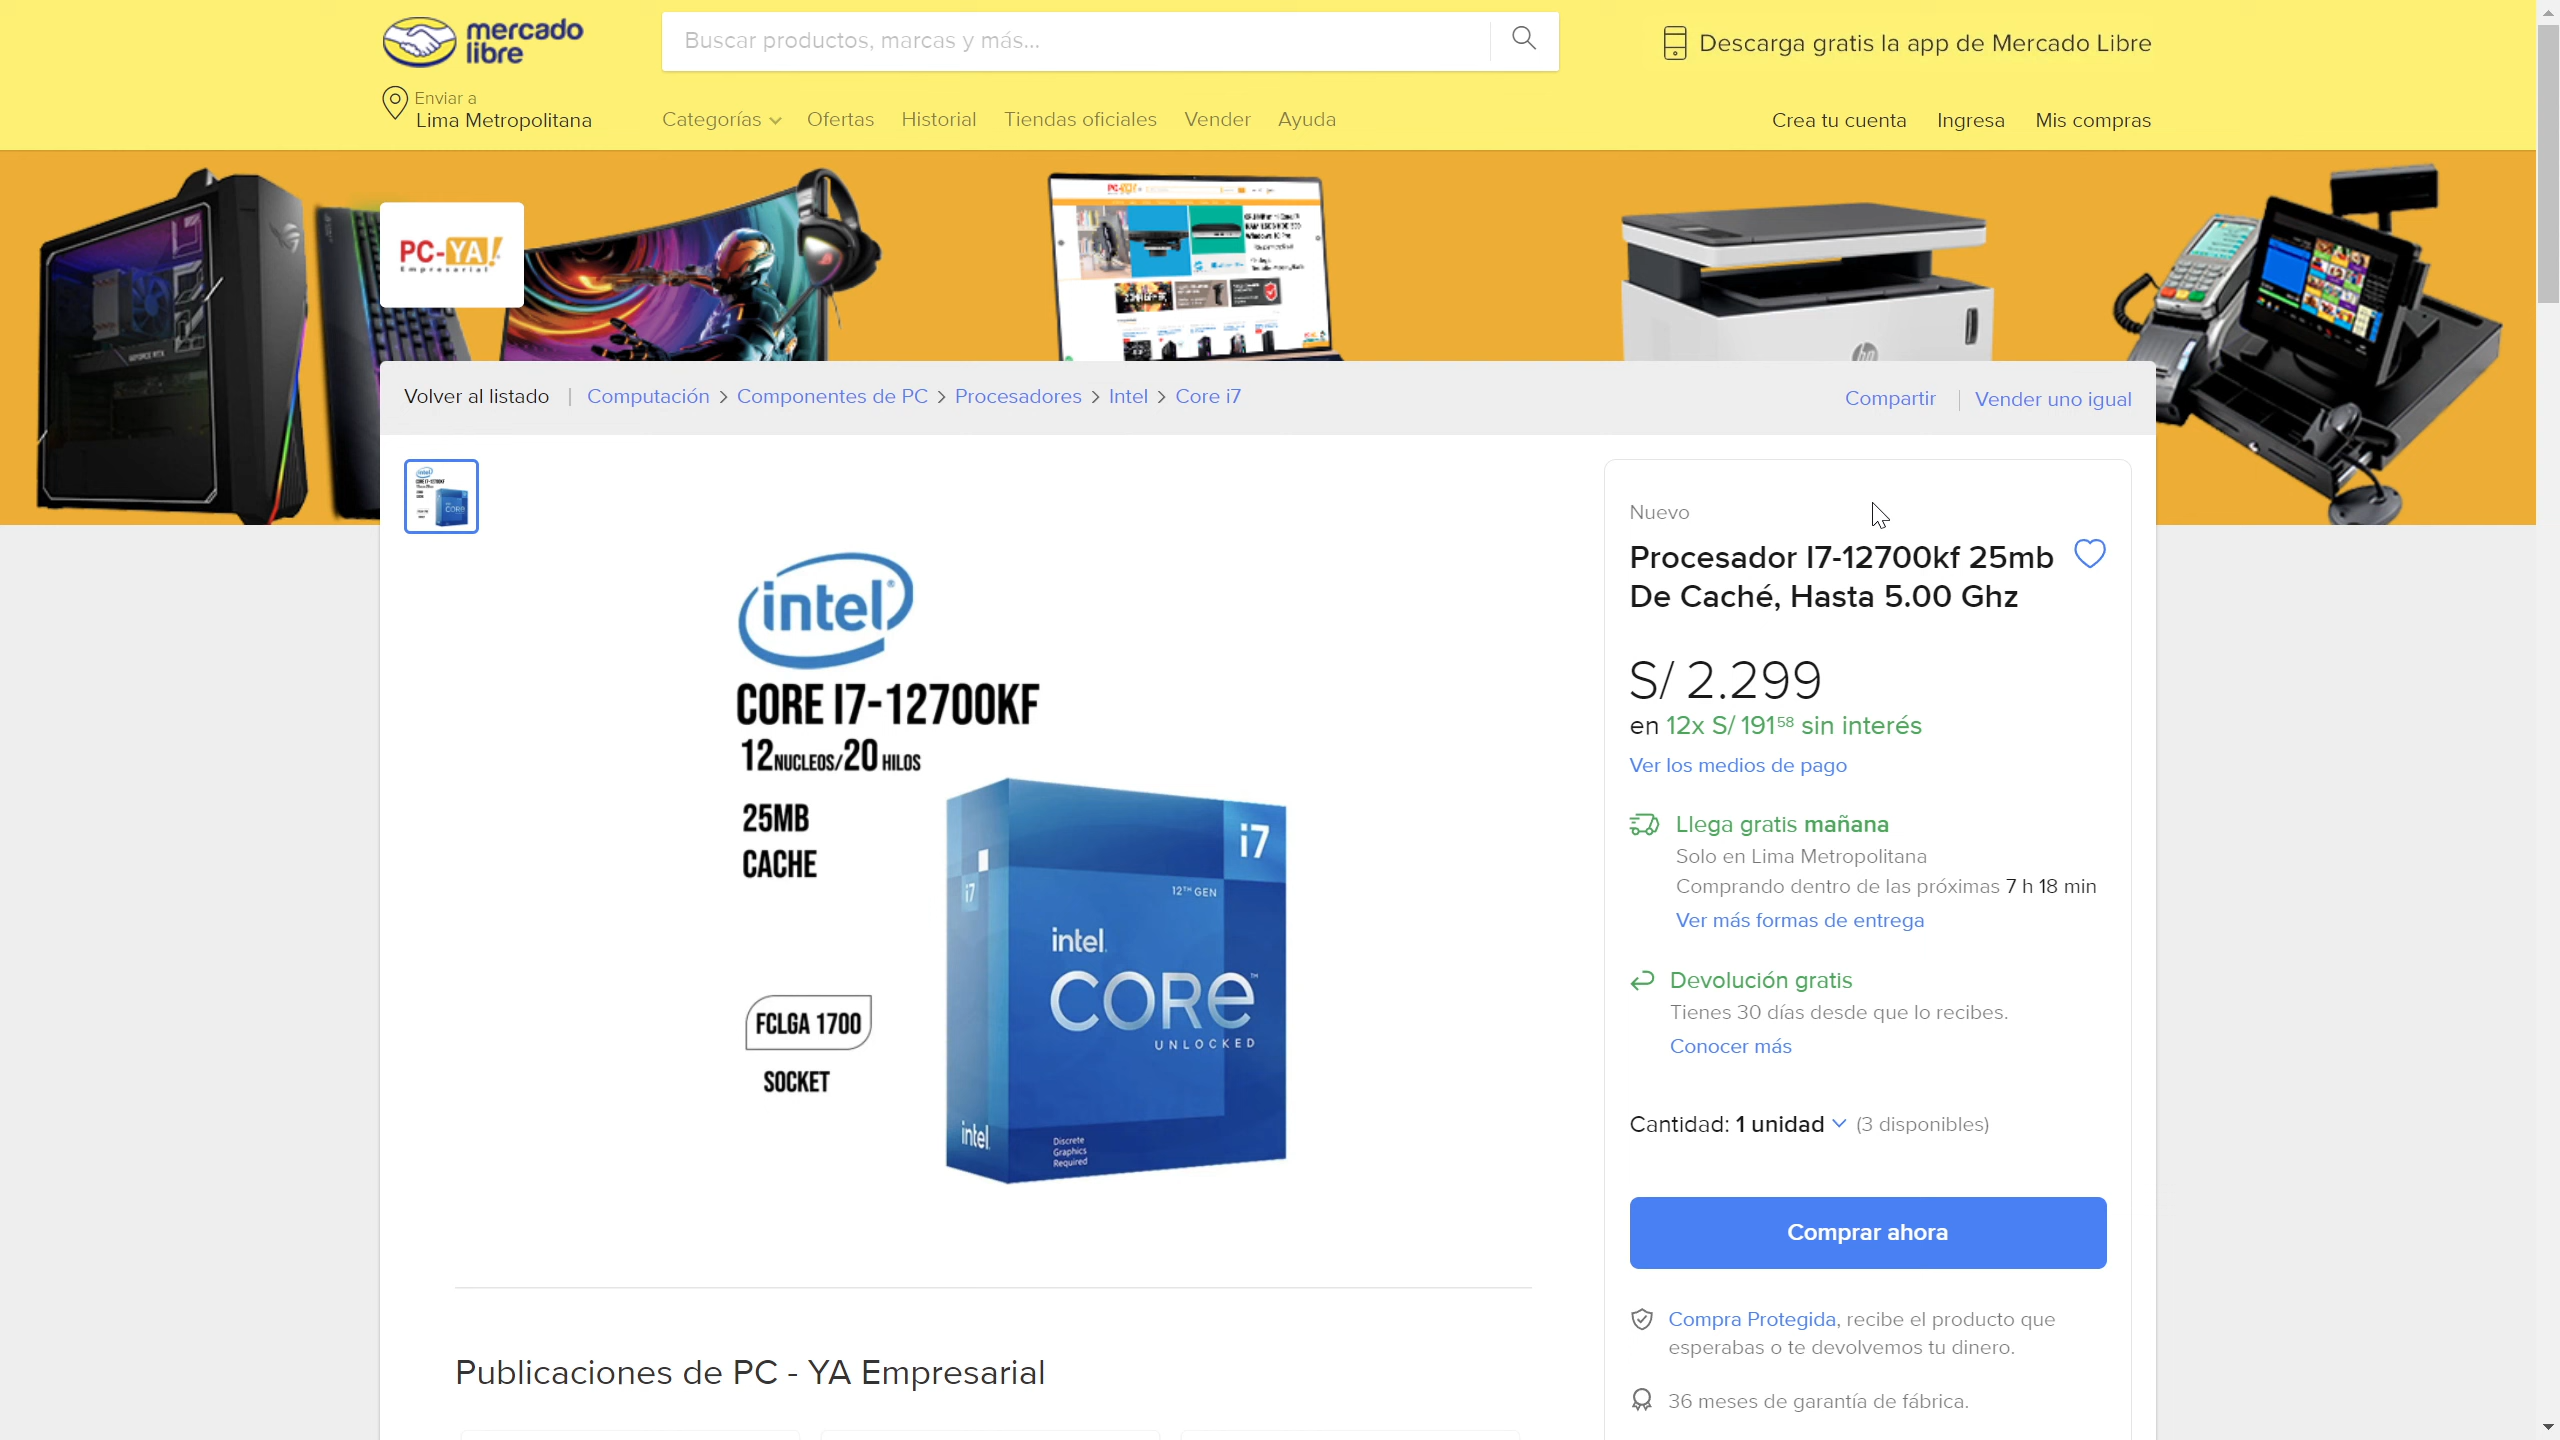 mercado
libre
Buscar productos, marcas y más...
Descarga gratis la app de Mercado Libre
Enviar a
Lima Metropolitana
Categorías
Ofertas
Historial
Tiendas oficiales
Vender
Ayuda
Crea tu cuenta
Ingresa
Mis compras
PC-YA!
Empresarial
hp
Volver al listado | Computación > Componentes de PC > Procesadores > Intel > Core i7
Compartir | Vender uno igual
intel
CORE I7-12700KF
12 NUCLEOS/20 HILOS
25MB
CACHE
FCLGA 1700
SOCKET
i7
12TH GEN
i7
intel.
CORE™
UNLOCKED
intel
Discrete
Graphics
Required
Nuevo
Procesador I7-12700kf 25mb
De Caché, Hasta 5.00 Ghz
S/ 2.299
en 12x S/ 191⁵⁸ sin interés
Ver los medios de pago
Llega gratis mañana
Solo en Lima Metropolitana
Comprando dentro de las próximas 7 h 18 min
Ver más formas de entrega
Devolución gratis
Tienes 30 días desde que lo recibes.
Conocer más
Cantidad: 1 unidad (3 disponibles)
Comprar ahora
Compra Protegida, recibe el producto que
esperabas o te devolvemos tu dinero.
36 meses de garantía de fábrica.
Publicaciones de PC - YA Empresarial